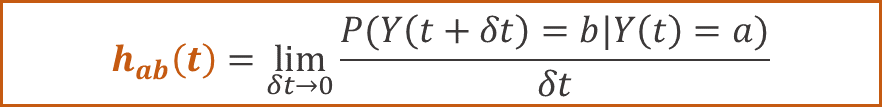 h_ab(t) = lim_{δt→0} P(Y(t + δt) = b|Y(t) = a) / δt